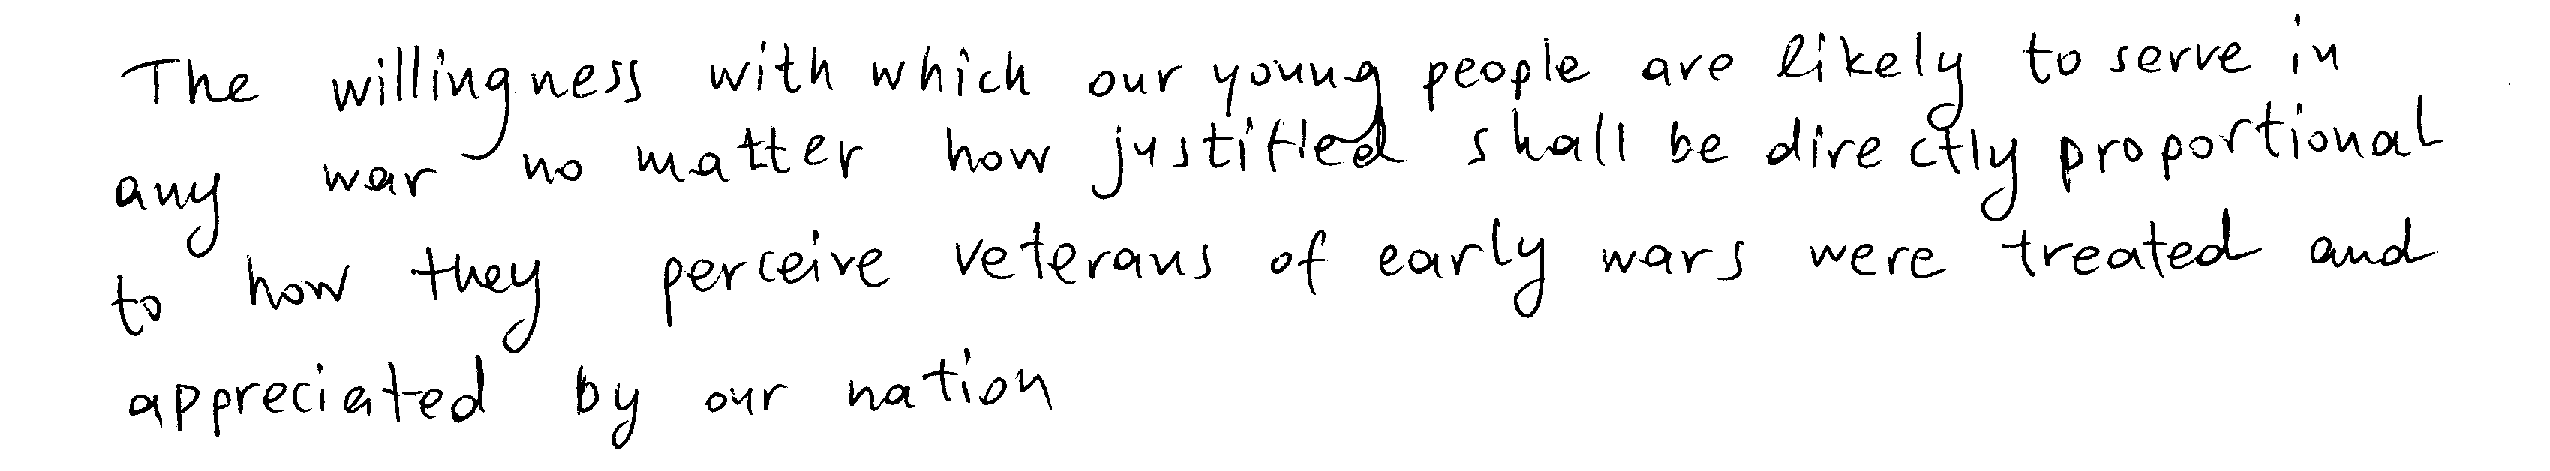 The willingness with which our young people are likely to serve in
any war no matter how justified shall be directly proportional
to how they perceive veterans of early wars were treated and
appreciated by our nation